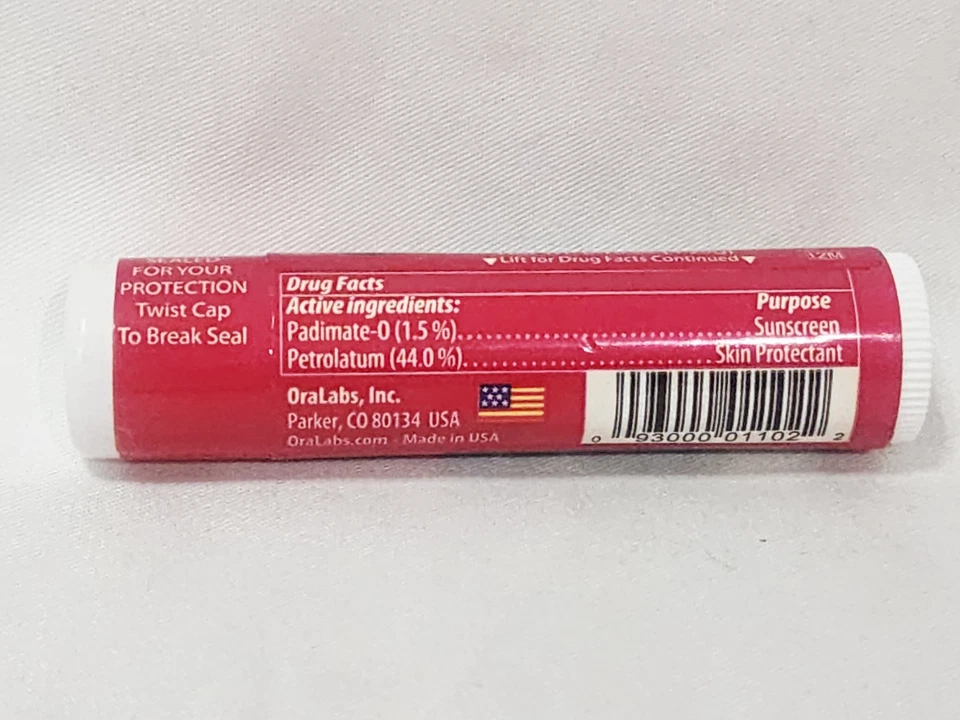 SEALED
FOR YOUR
PROTECTION
Twist Cap
To Break Seal
▼Lift for Drug Facts Continued▼
12M
Drug Facts
Active ingredients: Purpose
Padimate-O (1.5 %)........................................Sunscreen
Petrolatum (44.0 %)...................................Skin Protectant
OraLabs, Inc.
Parker, CO 80134 USA
OraLabs.com - Made in USA
0 93000 01102 2